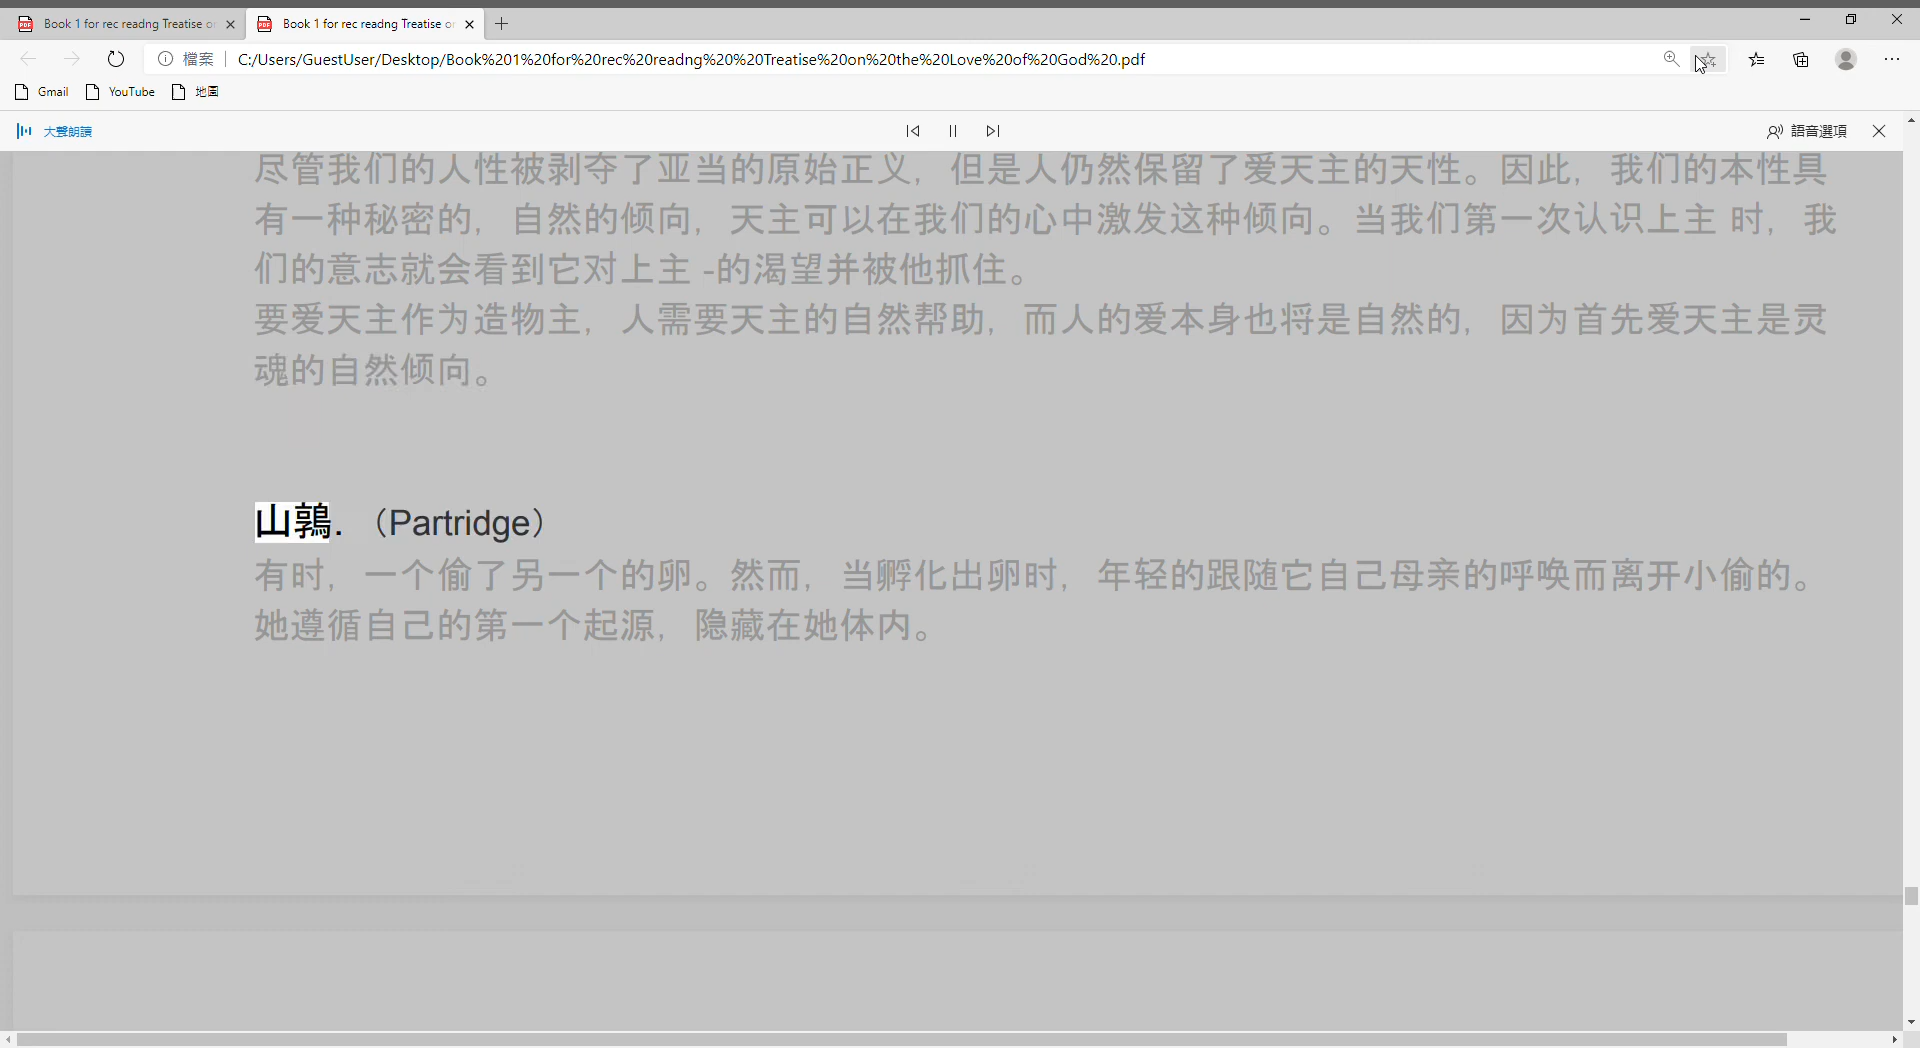 Book 1 for rec readng Treatise or
Book 1 for rec readng Treatise or
檔案
C:/Users/GuestUser/Desktop/Book%201%20for%20rec%20readng%20%20Treatise%20on%20the%20Love%20of%20God%20.pdf
Gmail YouTube 地圖
大聲朗讀 語音選項
尽管我们的人性被剥夺了亚当的原始正义，但是人仍然保留了爱天主的天性。因此，我们的本性具
有一种秘密的，自然的倾向，天主可以在我们的心中激发这种倾向。当我们第一次认识上主 时，我
们的意志就会看到它对上主 -的渴望并被他抓住。
要爱天主作为造物主，人需要天主的自然帮助，而人的爱本身也将是自然的，因为首先爱天主是灵
魂的自然倾向。
山鶉.（Partridge）
有时，一个偷了另一个的卵。然而，当孵化出卵时，年轻的跟随它自己母亲的呼唤而离开小偷的。
她遵循自己的第一个起源，隐藏在她体内。